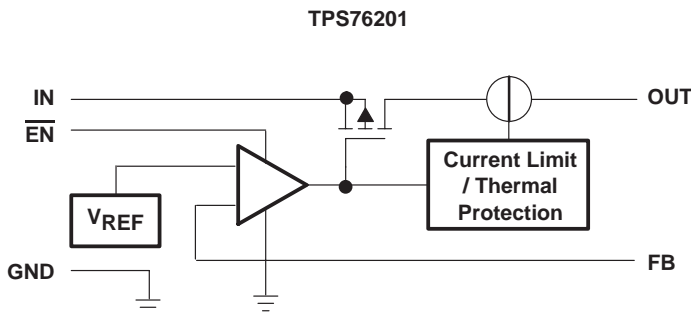 TPS76201
IN
OUT
EN
Current Limit
/ Thermal
Protection
VREF
GND
FB